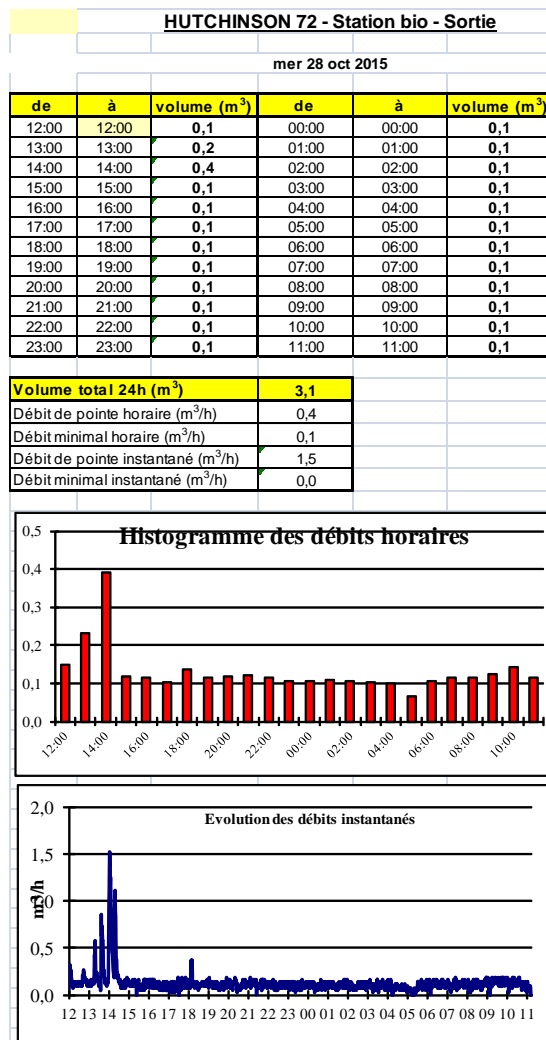 HUTCHINSON 72 - Station bio - Sortie
mer 28 oct 2015
de à volume (m³) de à volume (m³)
12:00 12:00 0,1 00:00 00:00 0,1
13:00 13:00 0,2 01:00 01:00 0,1
14:00 14:00 0,4 02:00 02:00 0,1
15:00 15:00 0,1 03:00 03:00 0,1
16:00 16:00 0,1 04:00 04:00 0,1
17:00 17:00 0,1 05:00 05:00 0,1
18:00 18:00 0,1 06:00 06:00 0,1
19:00 19:00 0,1 07:00 07:00 0,1
20:00 20:00 0,1 08:00 08:00 0,1
21:00 21:00 0,1 09:00 09:00 0,1
22:00 22:00 0,1 10:00 10:00 0,1
23:00 23:00 0,1 11:00 11:00 0,1
Volume total 24h (m³) 3,1
Débit de pointe horaire (m³/h) 0,4
Débit minimal horaire (m³/h) 0,1
Débit de pointe instantané (m³/h) 1,5
Débit minimal instantané (m³/h) 0,0
Histogramme des débits horaires
0,5
0,4
0,3
0,2
0,1
0,0
12:00 14:00 16:00 18:00 20:00 22:00 00:00 02:00 04:00 06:00 08:00 10:00
Evolution des débits instantanés
m3/h
2,0
1,5
1,0
0,5
0,0
12 13 14 15 16 17 18 19 20 21 22 23 00 01 02 03 04 05 06 07 08 09 10 11